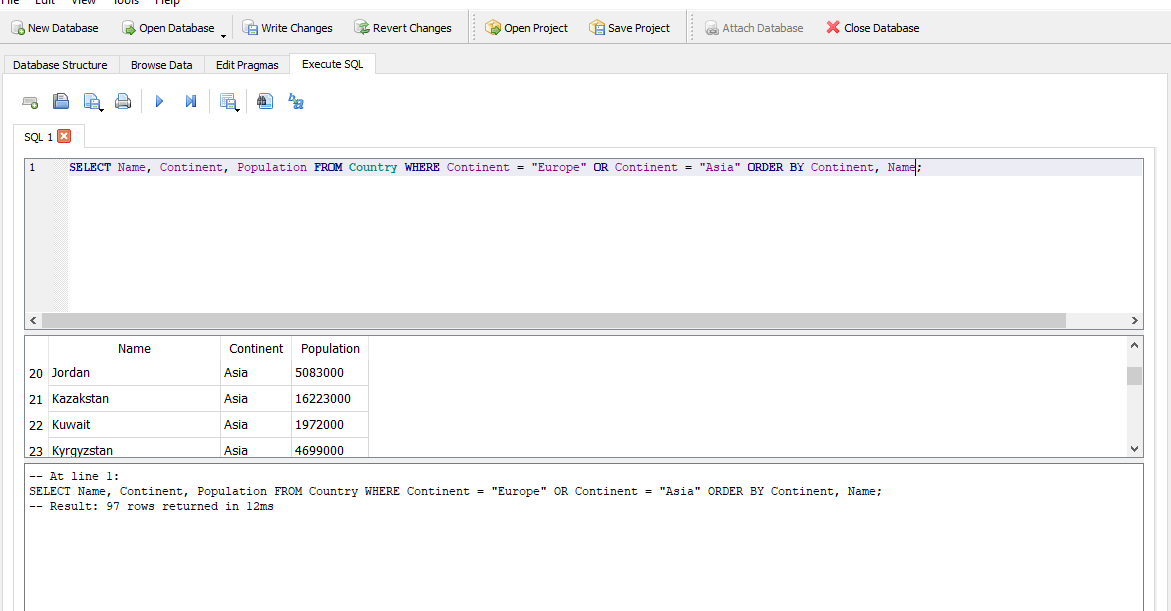 File Edit View Tools Help
New Database Open Database Write Changes Revert Changes Open Project Save Project Attach Database Close Database
Database Structure Browse Data Edit Pragmas Execute SQL
SQL 1
1 SELECT Name, Continent, Population FROM Country WHERE Continent = "Europe" OR Continent = "Asia" ORDER BY Continent, Name;
Name Continent Population
20 Jordan Asia 5083000
21 Kazakstan Asia 16223000
22 Kuwait Asia 1972000
23 Kyrgyzstan Asia 4699000
-- At line 1:
SELECT Name, Continent, Population FROM Country WHERE Continent = "Europe" OR Continent = "Asia" ORDER BY Continent, Name;
-- Result: 97 rows returned in 12ms